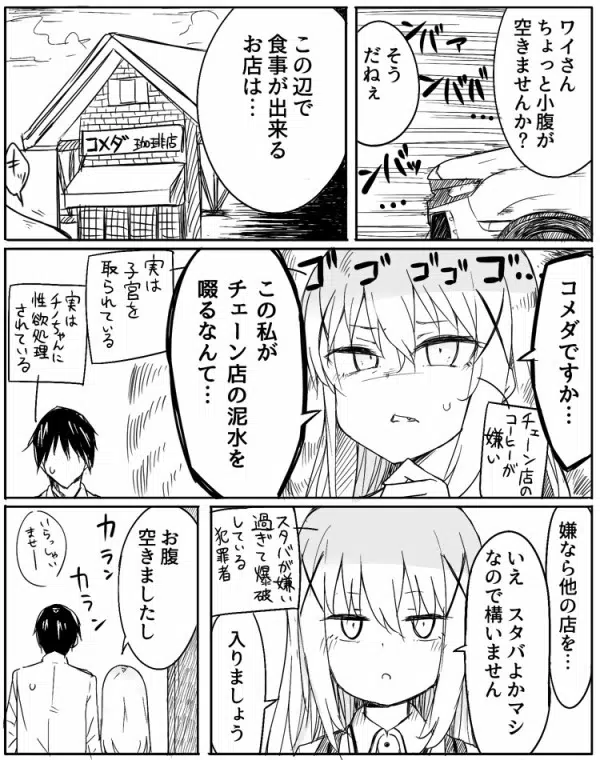 ワイさん
ちょっと小腹が
空きませんか?
ンバァ
ンバッ
…
そう
だねぇ
ンバッ
…
この辺で
食事が出来る
お店は…
コメダ 珈琲店
キッ
コメダですか…
ゴゴゴゴゴ…
チェーン店の
コーヒーが
嫌い
この私が
チェーン店の泥水を
啜るなんて…
実は
子宮を
取られている
実は
チノちゃんに
性欲処理
されている
嫌なら他の店を…
いえ スタバよかマシ
なので構いません
スタバが嫌い
過ぎて爆破
している
犯罪者
入りましょう
お腹
空きましたし
カラン
カラン
いらっしゃい
ませー